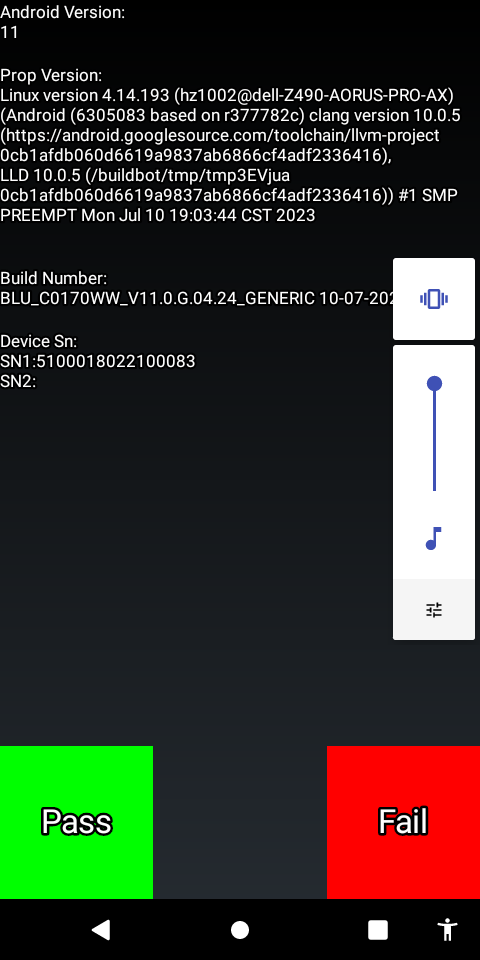 Android Version:
11
Prop Version:
Linux version 4.14.193 (hz1002@dell-Z490-AORUS-PRO-AX)
(Android (6305083 based on r377782c) clang version 10.0.5
(https://android.googlesource.com/toolchain/llvm-project
0cb1afdb060d6619a9837ab6866cf4adf2336416),
LLD 10.0.5 (/buildbot/tmp/tmp3EVjua
0cb1afdb060d6619a9837ab6866cf4adf2336416)) #1 SMP
PREEMPT Mon Jul 10 19:03:44 CST 2023
Build Number:
BLU_C0170WW_V11.0.G.04.24_GENERIC 10-07-202
Device Sn:
SN1:5100018022100083
SN2:
Pass
Fail